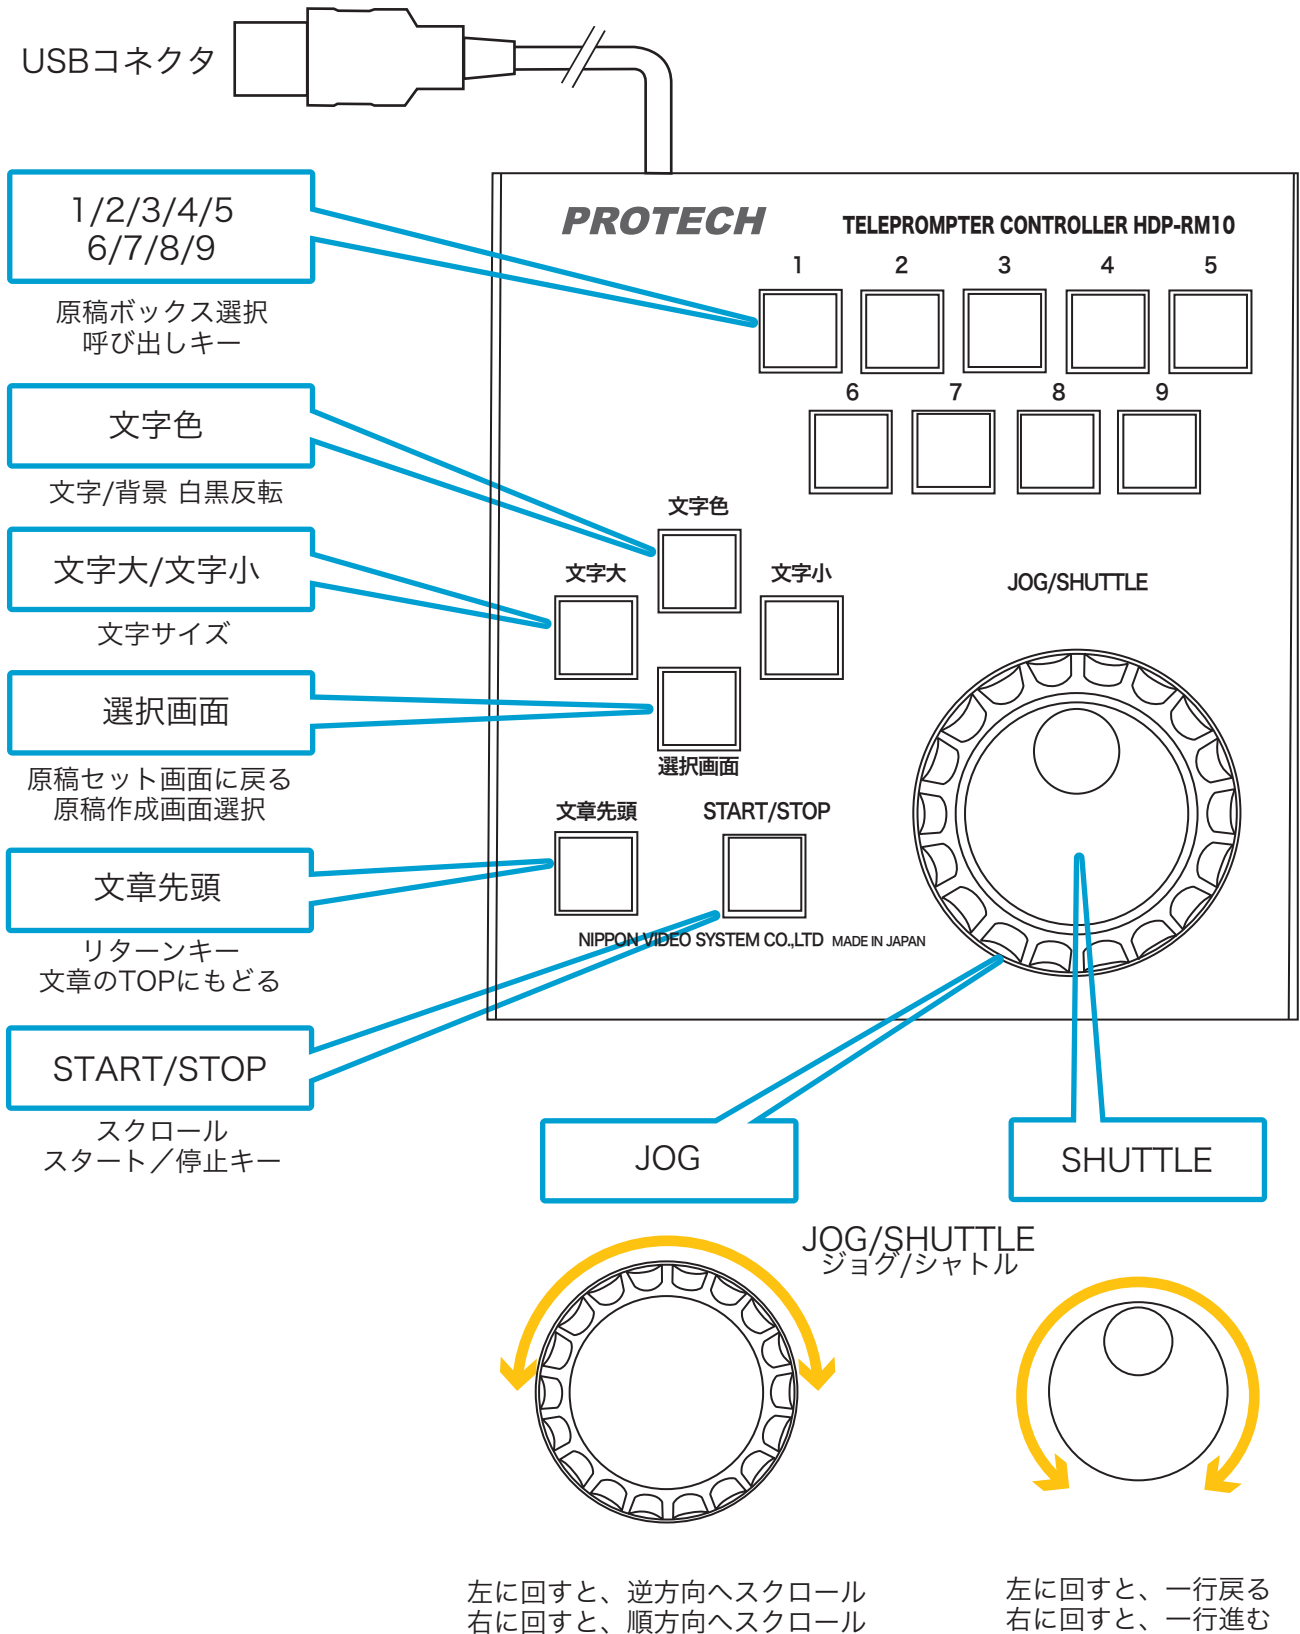 USBコネクタ
1/2/3/4/5
6/7/8/9
原稿ボックス選択
呼び出しキー
文字色
文字/背景 白黒反転
文字大/文字小
文字サイズ
選択画面
原稿セット画面に戻る
原稿作成画面選択
文章先頭
リターンキー
文章のTOPにもどる
START/STOP
スクロール
スタート／停止キー
PROTECH
TELEPROMPTER CONTROLLER HDP-RM10
1 2 3 4 5
6 7 8 9
文字色
文字大
文字小
JOG/SHUTTLE
選択画面
文章先頭
START/STOP
NIPPON VIDEO SYSTEM CO.,LTD MADE IN JAPAN
JOG
SHUTTLE
JOG/SHUTTLE
ジョグ/シャトル
左に回すと、逆方向へスクロール
右に回すと、順方向へスクロール
左に回すと、一行戻る
右に回すと、一行進む